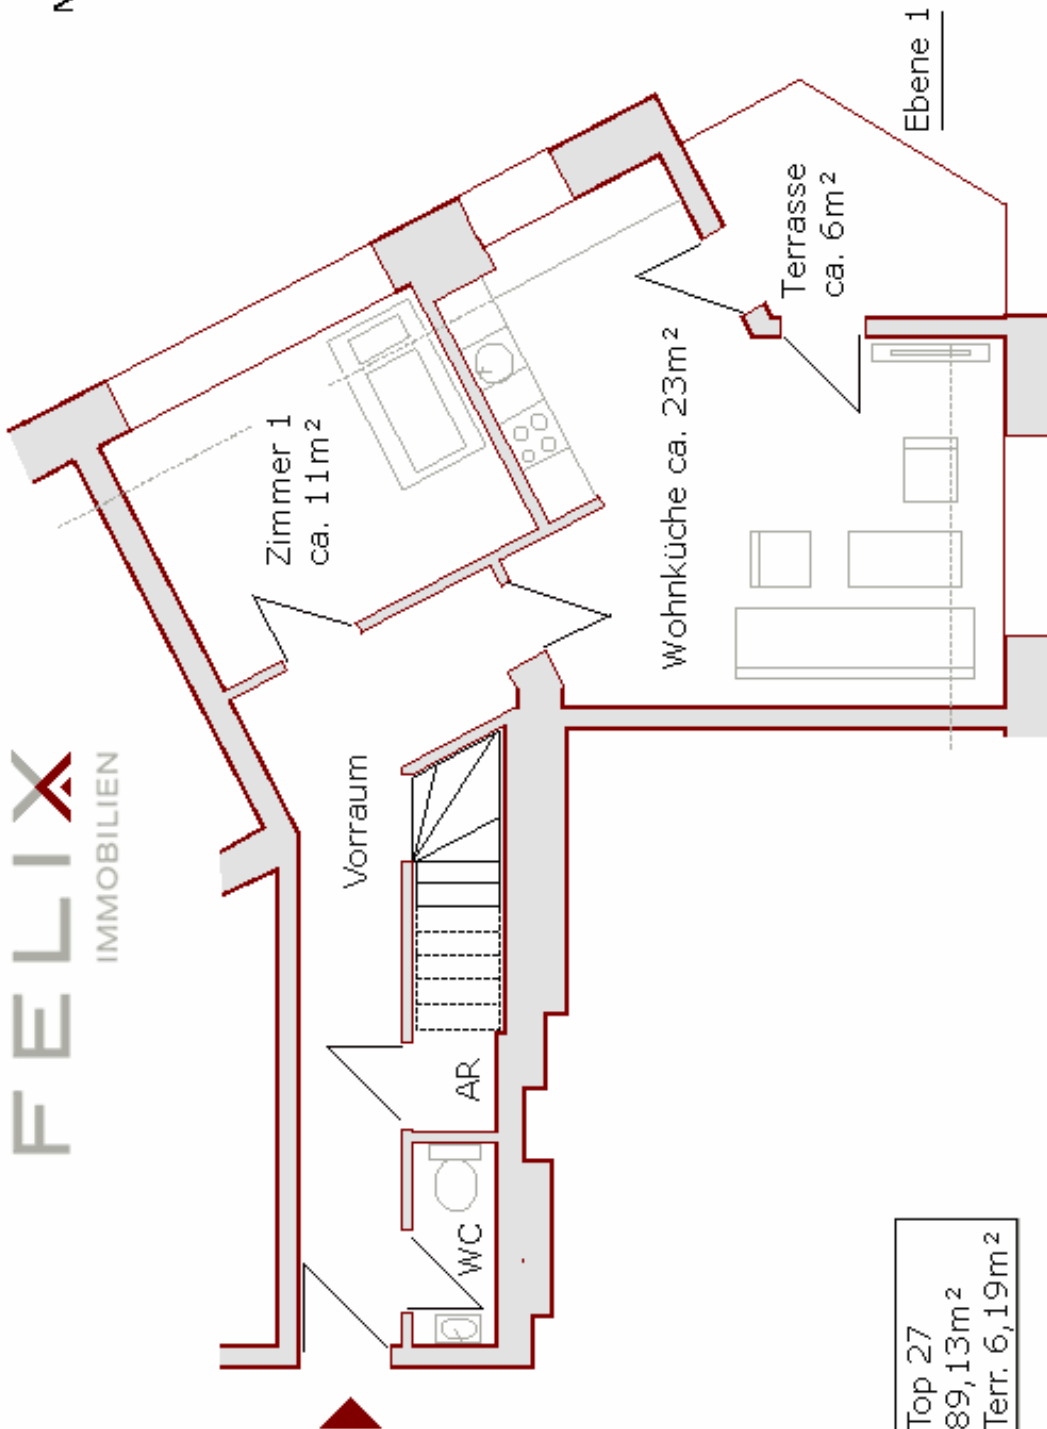 FELIX
IMMOBILIEN
Zimmer 1
ca. 11m²
Vorraum
AR
WC
Wohnküche ca. 23m²
Terrasse
ca. 6m²
Ebene 1
Top 27
89,13m²
Terr. 6,19m²